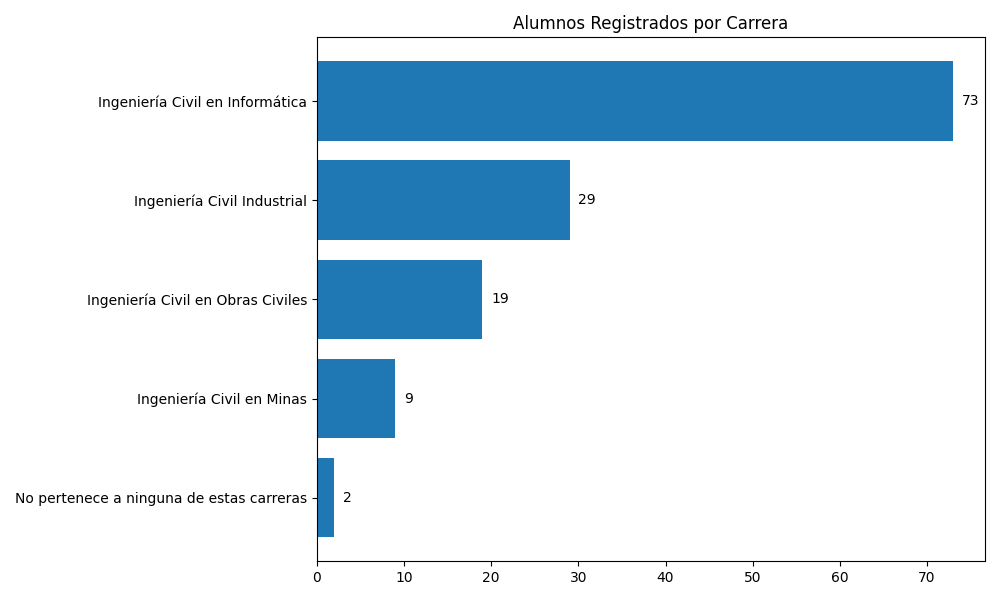 Alumnos Registrados por Carrera
Ingeniería Civil en Informática
73
Ingeniería Civil Industrial
29
Ingeniería Civil en Obras Civiles
19
Ingeniería Civil en Minas
9
No pertenece a ninguna de estas carreras
2
0 10 20 30 40 50 60 70